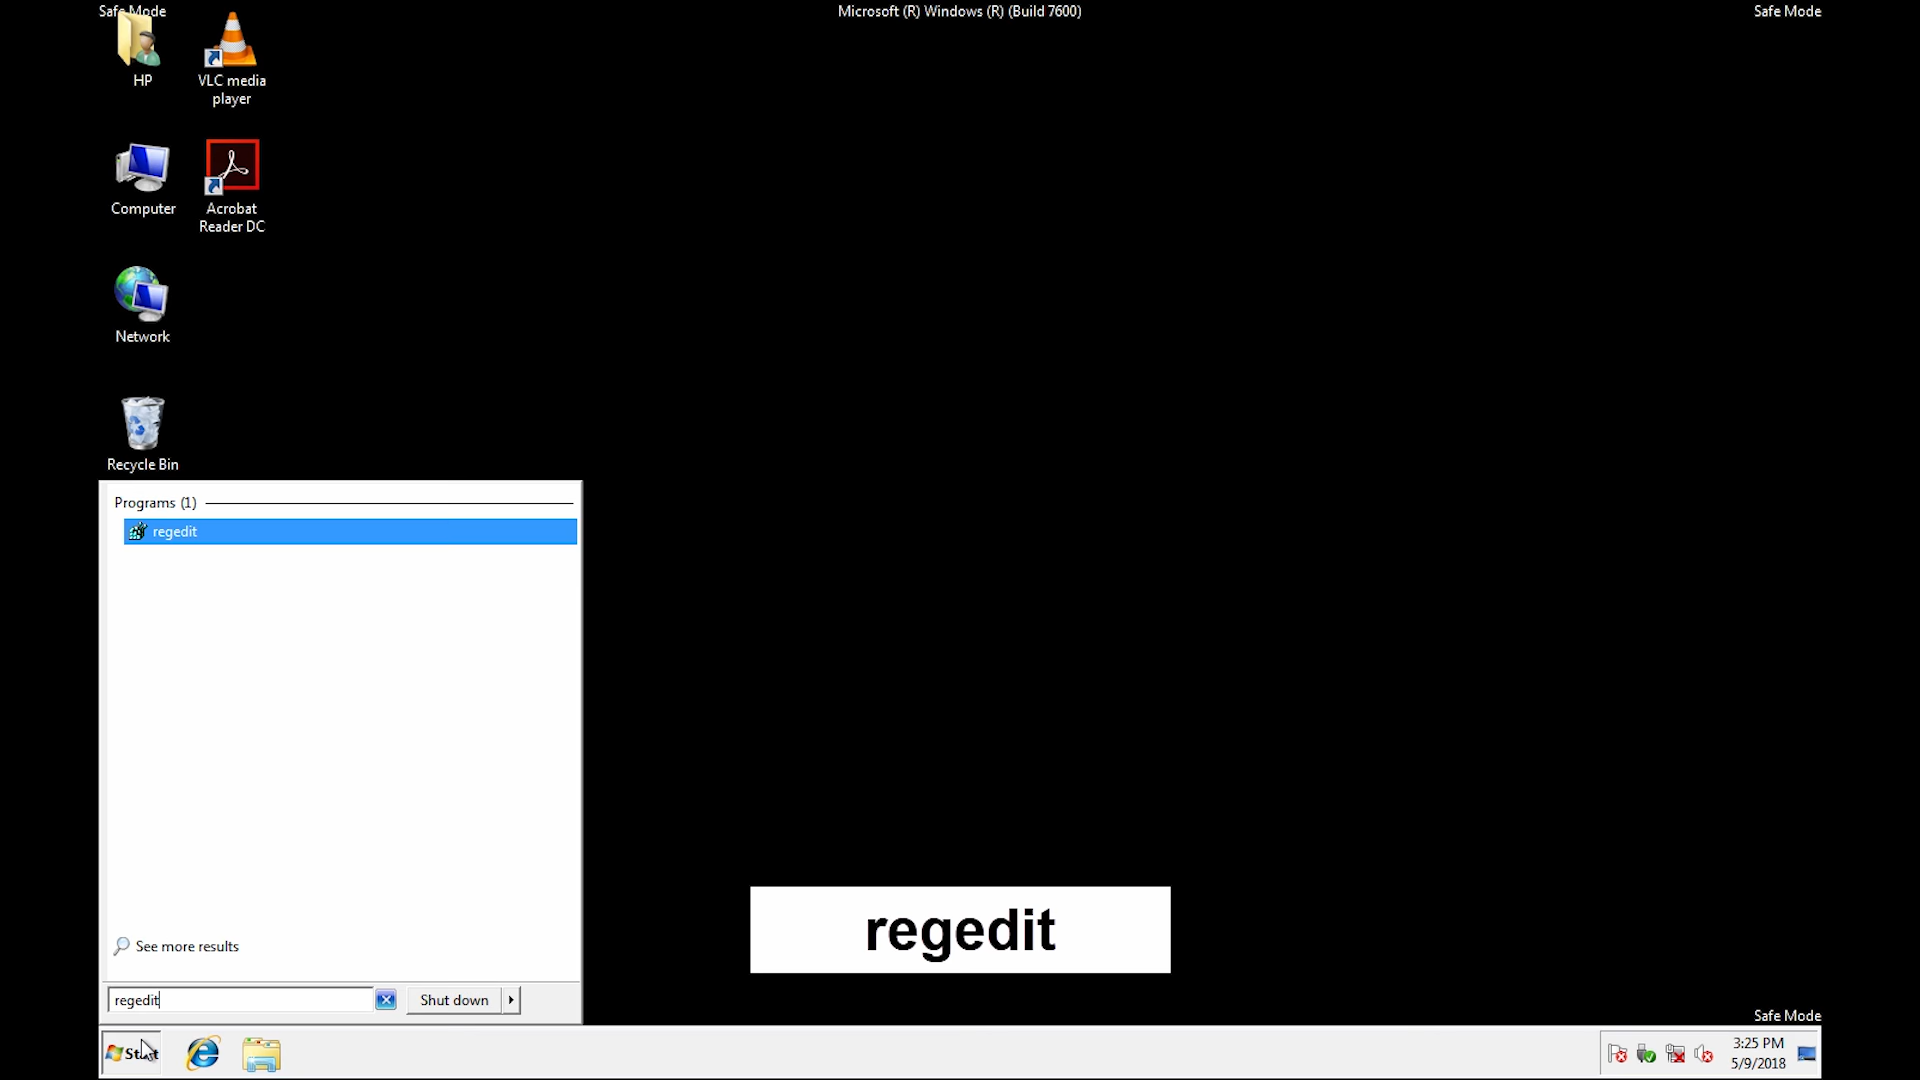 Safe Mode
Microsoft (R) Windows (R) (Build 7600)
Safe Mode
HP
VLC media
player
Computer
Acrobat
Reader DC
Network
Recycle Bin
Programs (1)
regedit
See more results
regedit
Shut down
regedit
Safe Mode
Start
3:25 PM
5/9/2018